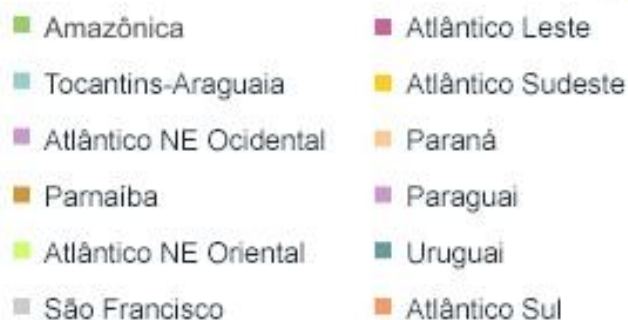 Amazônica
Tocantins-Araguaia
Atlântico NE Ocidental
Parnaíba
Atlântico NE Oriental
São Francisco
Atlântico Leste
Atlântico Sudeste
Paraná
Paraguai
Uruguai
Atlântico Sul